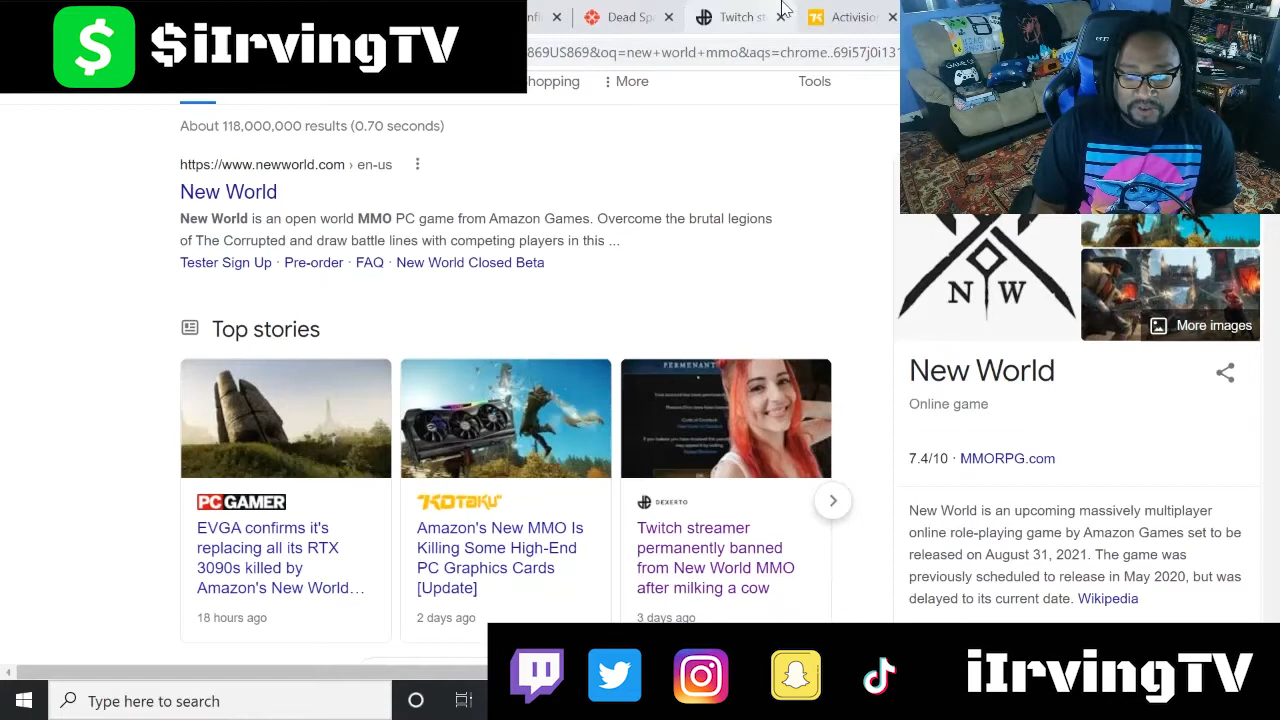 $iIrvingTV
nfi
Dead Sp
Twitch st
Activision
869US869&oq=new+world+mmo&aqs=chrome..69i57j0i131
hopping
More
Tools
About 118,000,000 results (0.70 seconds)
https://www.newworld.com › en-us
New World
New World is an open world MMO PC game from Amazon Games. Overcome the brutal legions
of The Corrupted and draw battle lines with competing players in this ...
Tester Sign Up · Pre-order · FAQ · New World Closed Beta
Top stories
PERMENANT
PC GAMER
EVGA confirms it's
replacing all its RTX
3090s killed by
Amazon's New World...
18 hours ago
KOTAKU
Amazon's New MMO Is
Killing Some High-End
PC Graphics Cards
[Update]
2 days ago
DEXERTO
Twitch streamer
permanently banned
from New World MMO
after milking a cow
3 days ago
N W
More images
New World
Online game
7.4/10 · MMORPG.com
New World is an upcoming massively multiplayer
online role-playing game by Amazon Games set to be
released on August 31, 2021. The game was
previously scheduled to release in May 2020, but was
delayed to its current date. Wikipedia
Type here to search
iIrvingTV